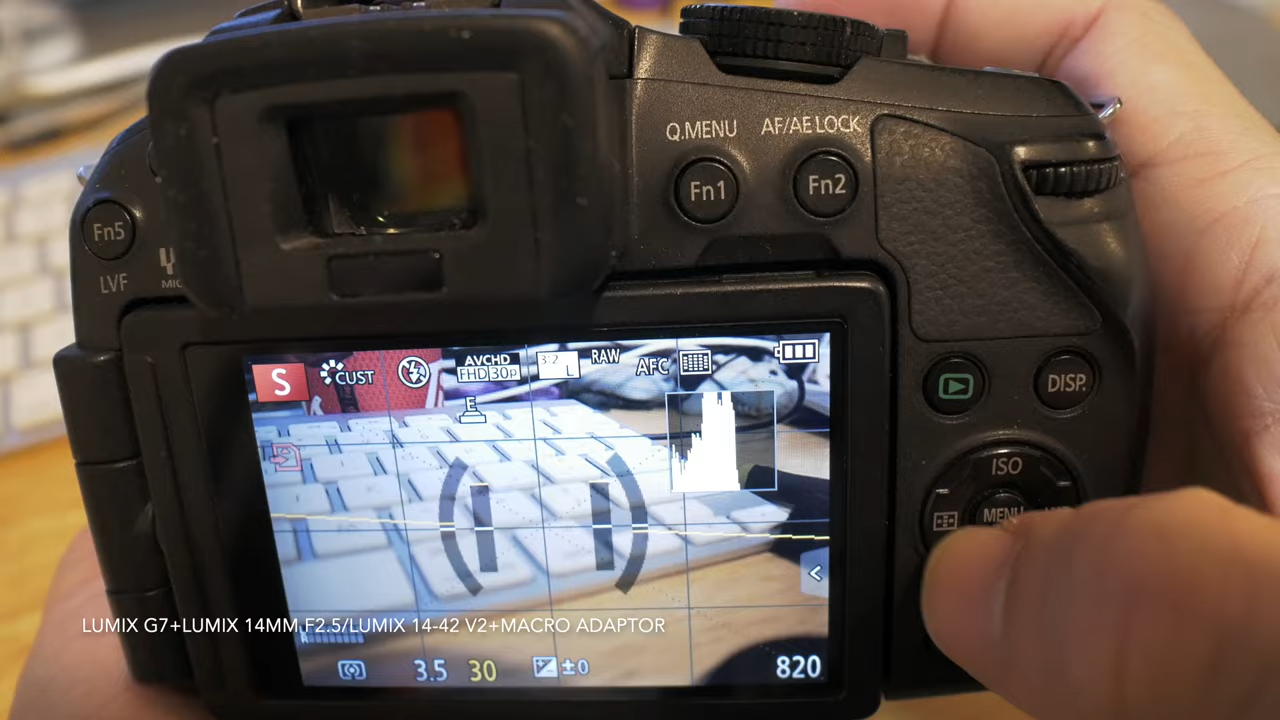 Q.MENU AF/AE LOCK
Fn1 Fn2
Fn5
LVF MIC
S CUST AVCHD FHD 30p 3:2 L RAW AFC
E
DISP.
ISO
MENU
<
LUMIX G7+LUMIX 14MM F2.5/LUMIX 14-42 V2+MACRO ADAPTOR
3.5 30 ±0 820